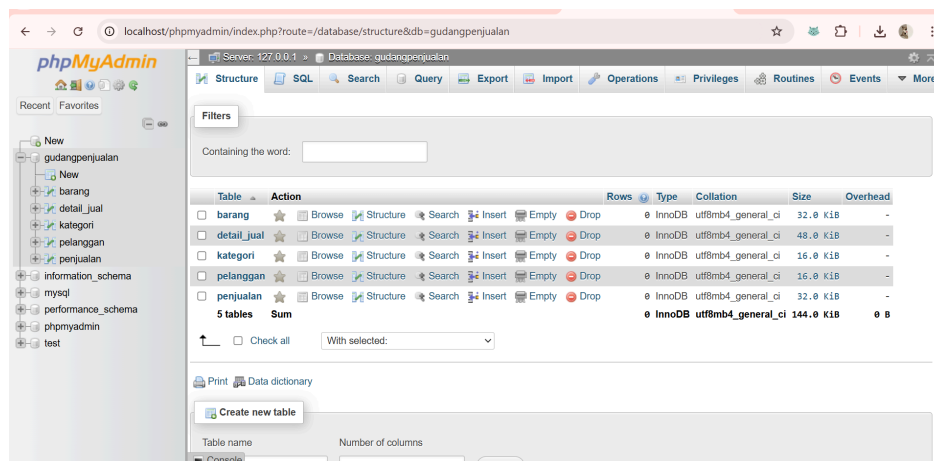 localhost/phpmyadmin/index.php?route=/database/structure&db=gudangpenjualan
phpMyAdmin
Recent Favorites
New
gudangpenjualan
New
barang
detail_jual
kategori
pelanggan
penjualan
information_schema
mysql
performance_schema
phpmyadmin
test
Server: 127.0.0.1 » Database: gudangpenjualan
Structure SQL Search Query Export Import Operations Privileges Routines Events More
Filters
Containing the word:
Table Action Rows Type Collation Size Overhead
barang Browse Structure Search Insert Empty Drop 0 InnoDB utf8mb4_general_ci 32.0 KiB -
detail_jual Browse Structure Search Insert Empty Drop 0 InnoDB utf8mb4_general_ci 48.0 KiB -
kategori Browse Structure Search Insert Empty Drop 0 InnoDB utf8mb4_general_ci 16.0 KiB -
pelanggan Browse Structure Search Insert Empty Drop 0 InnoDB utf8mb4_general_ci 16.0 KiB -
penjualan Browse Structure Search Insert Empty Drop 0 InnoDB utf8mb4_general_ci 32.0 KiB -
5 tables Sum 0 InnoDB utf8mb4_general_ci 144.0 KiB 0 B
Check all With selected:
Print Data dictionary
Create new table
Table name Number of columns
Console